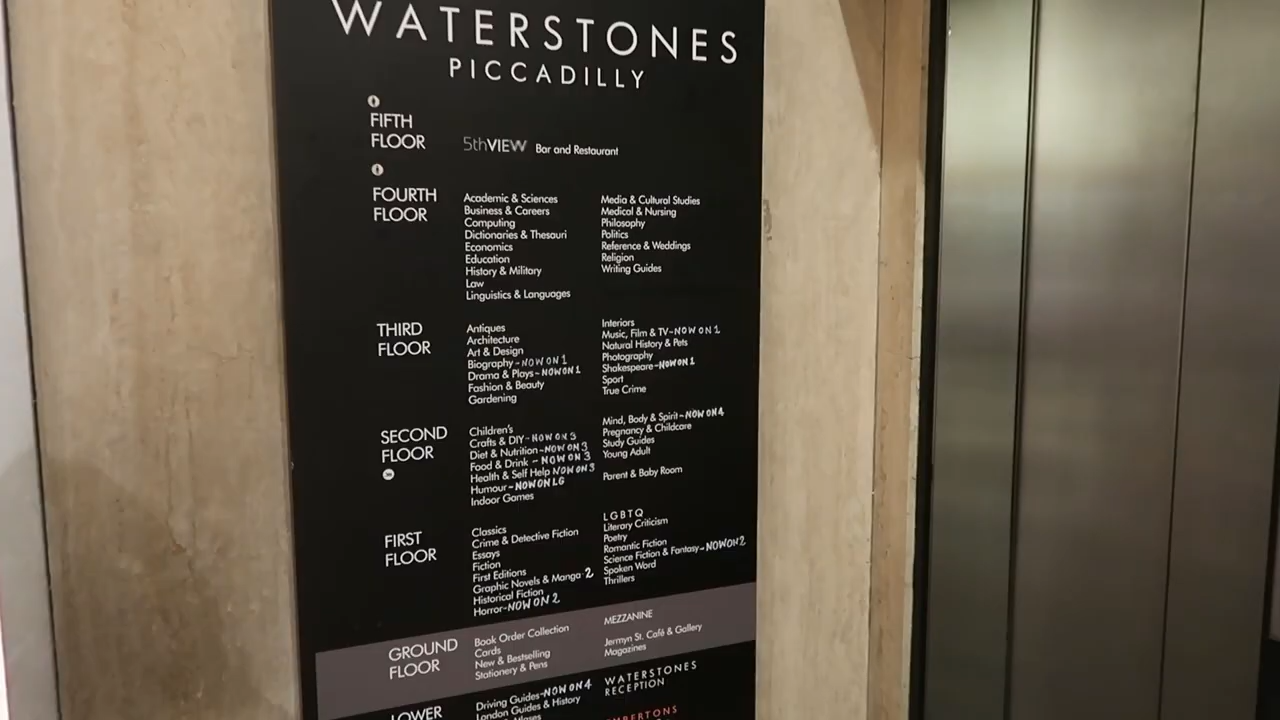 WATERSTONES
PICCADILLY
FIFTH
FLOOR
5thVIEW Bar and Restaurant
FOURTH
FLOOR
Academic & Sciences
Business & Careers
Computing
Dictionaries & Thesauri
Economics
Education
History & Military
Law
Linguistics & Languages
Media & Cultural Studies
Medical & Nursing
Philosophy
Politics
Reference & Weddings
Religion
Writing Guides
THIRD
FLOOR
Antiques
Architecture
Art & Design
Biography - NOW ON 1
Drama & Plays - NOW ON 1
Fashion & Beauty
Gardening
Interiors
Music, Film & TV - NOW ON 1
Natural History & Pets
Photography
Shakespeare - NOW ON 1
Sport
True Crime
SECOND
FLOOR
Children's
Crafts & DIY - NOW ON 3
Diet & Nutrition - NOW ON 3
Food & Drink - NOW ON 3
Health & Self Help NOW ON 3
Humour - NOW ON LG
Indoor Games
Mind, Body & Spirit - NOW ON 4
Pregnancy & Childcare
Study Guides
Young Adult
Parent & Baby Room
FIRST
FLOOR
Classics
Crime & Detective Fiction
Essays
Fiction
First Editions
Graphic Novels & Manga - 2
Historical Fiction
Horror - NOW ON 2
LGBTQ
Literary Criticism
Poetry
Romantic Fiction
Science Fiction & Fantasy - NOW ON 2
Spoken Word
Thrillers
GROUND
FLOOR
Book Order Collection
Cards
New & Bestselling
Stationery & Pens
MEZZANINE
Jermyn St. Café & Gallery
Magazines
LOWER
Driving Guides - NOW ON 4
London Guides & History
WATERSTONES
RECEPTION